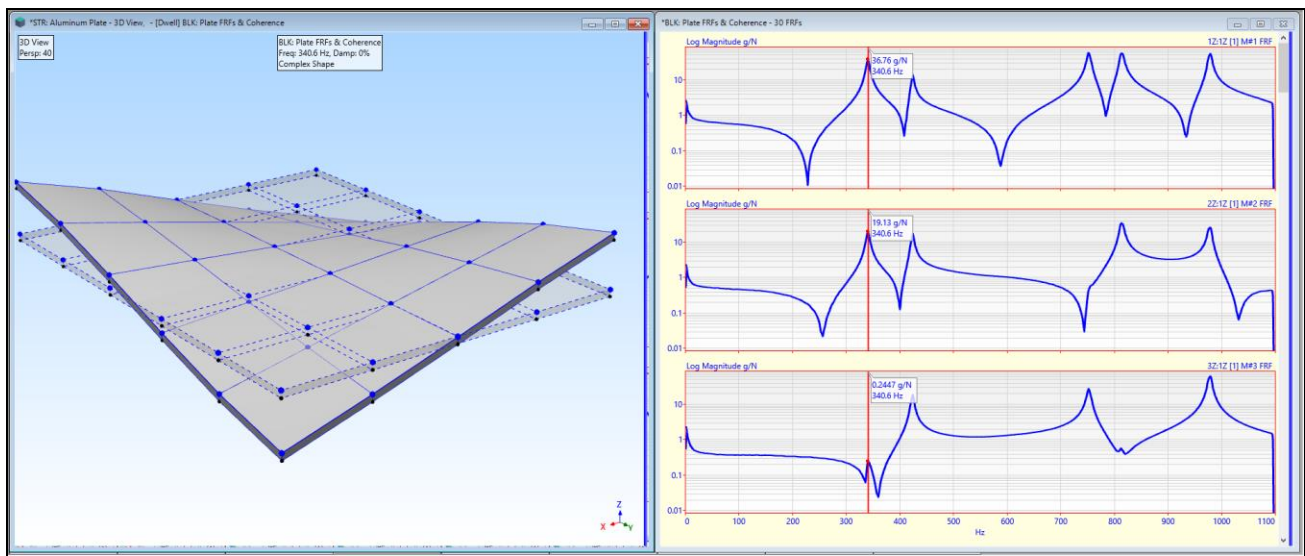 *STR: Aluminum Plate - 3D View, - [Dwell] BLK: Plate FRFs & Coherence
3D View
Persp: 40
BLK: Plate FRFs & Coherence
Freq: 340.6 Hz, Damp: 0%
Complex Shape
Z
X
Y
*BLK: Plate FRFs & Coherence - 30 FRFs
Log Magnitude g/N
1Z:1Z [1] M#1 FRF
36.76 g/N
340.6 Hz
10
1
0.1
0.01
Log Magnitude g/N
2Z:1Z [1] M#2 FRF
19.13 g/N
340.6 Hz
10
1
0.1
0.01
Log Magnitude g/N
3Z:1Z [1] M#3 FRF
0.2447 g/N
340.6 Hz
10
1
0.1
0.01
0 100 200 300 400 500 600 700 800 900 1000 1100
Hz